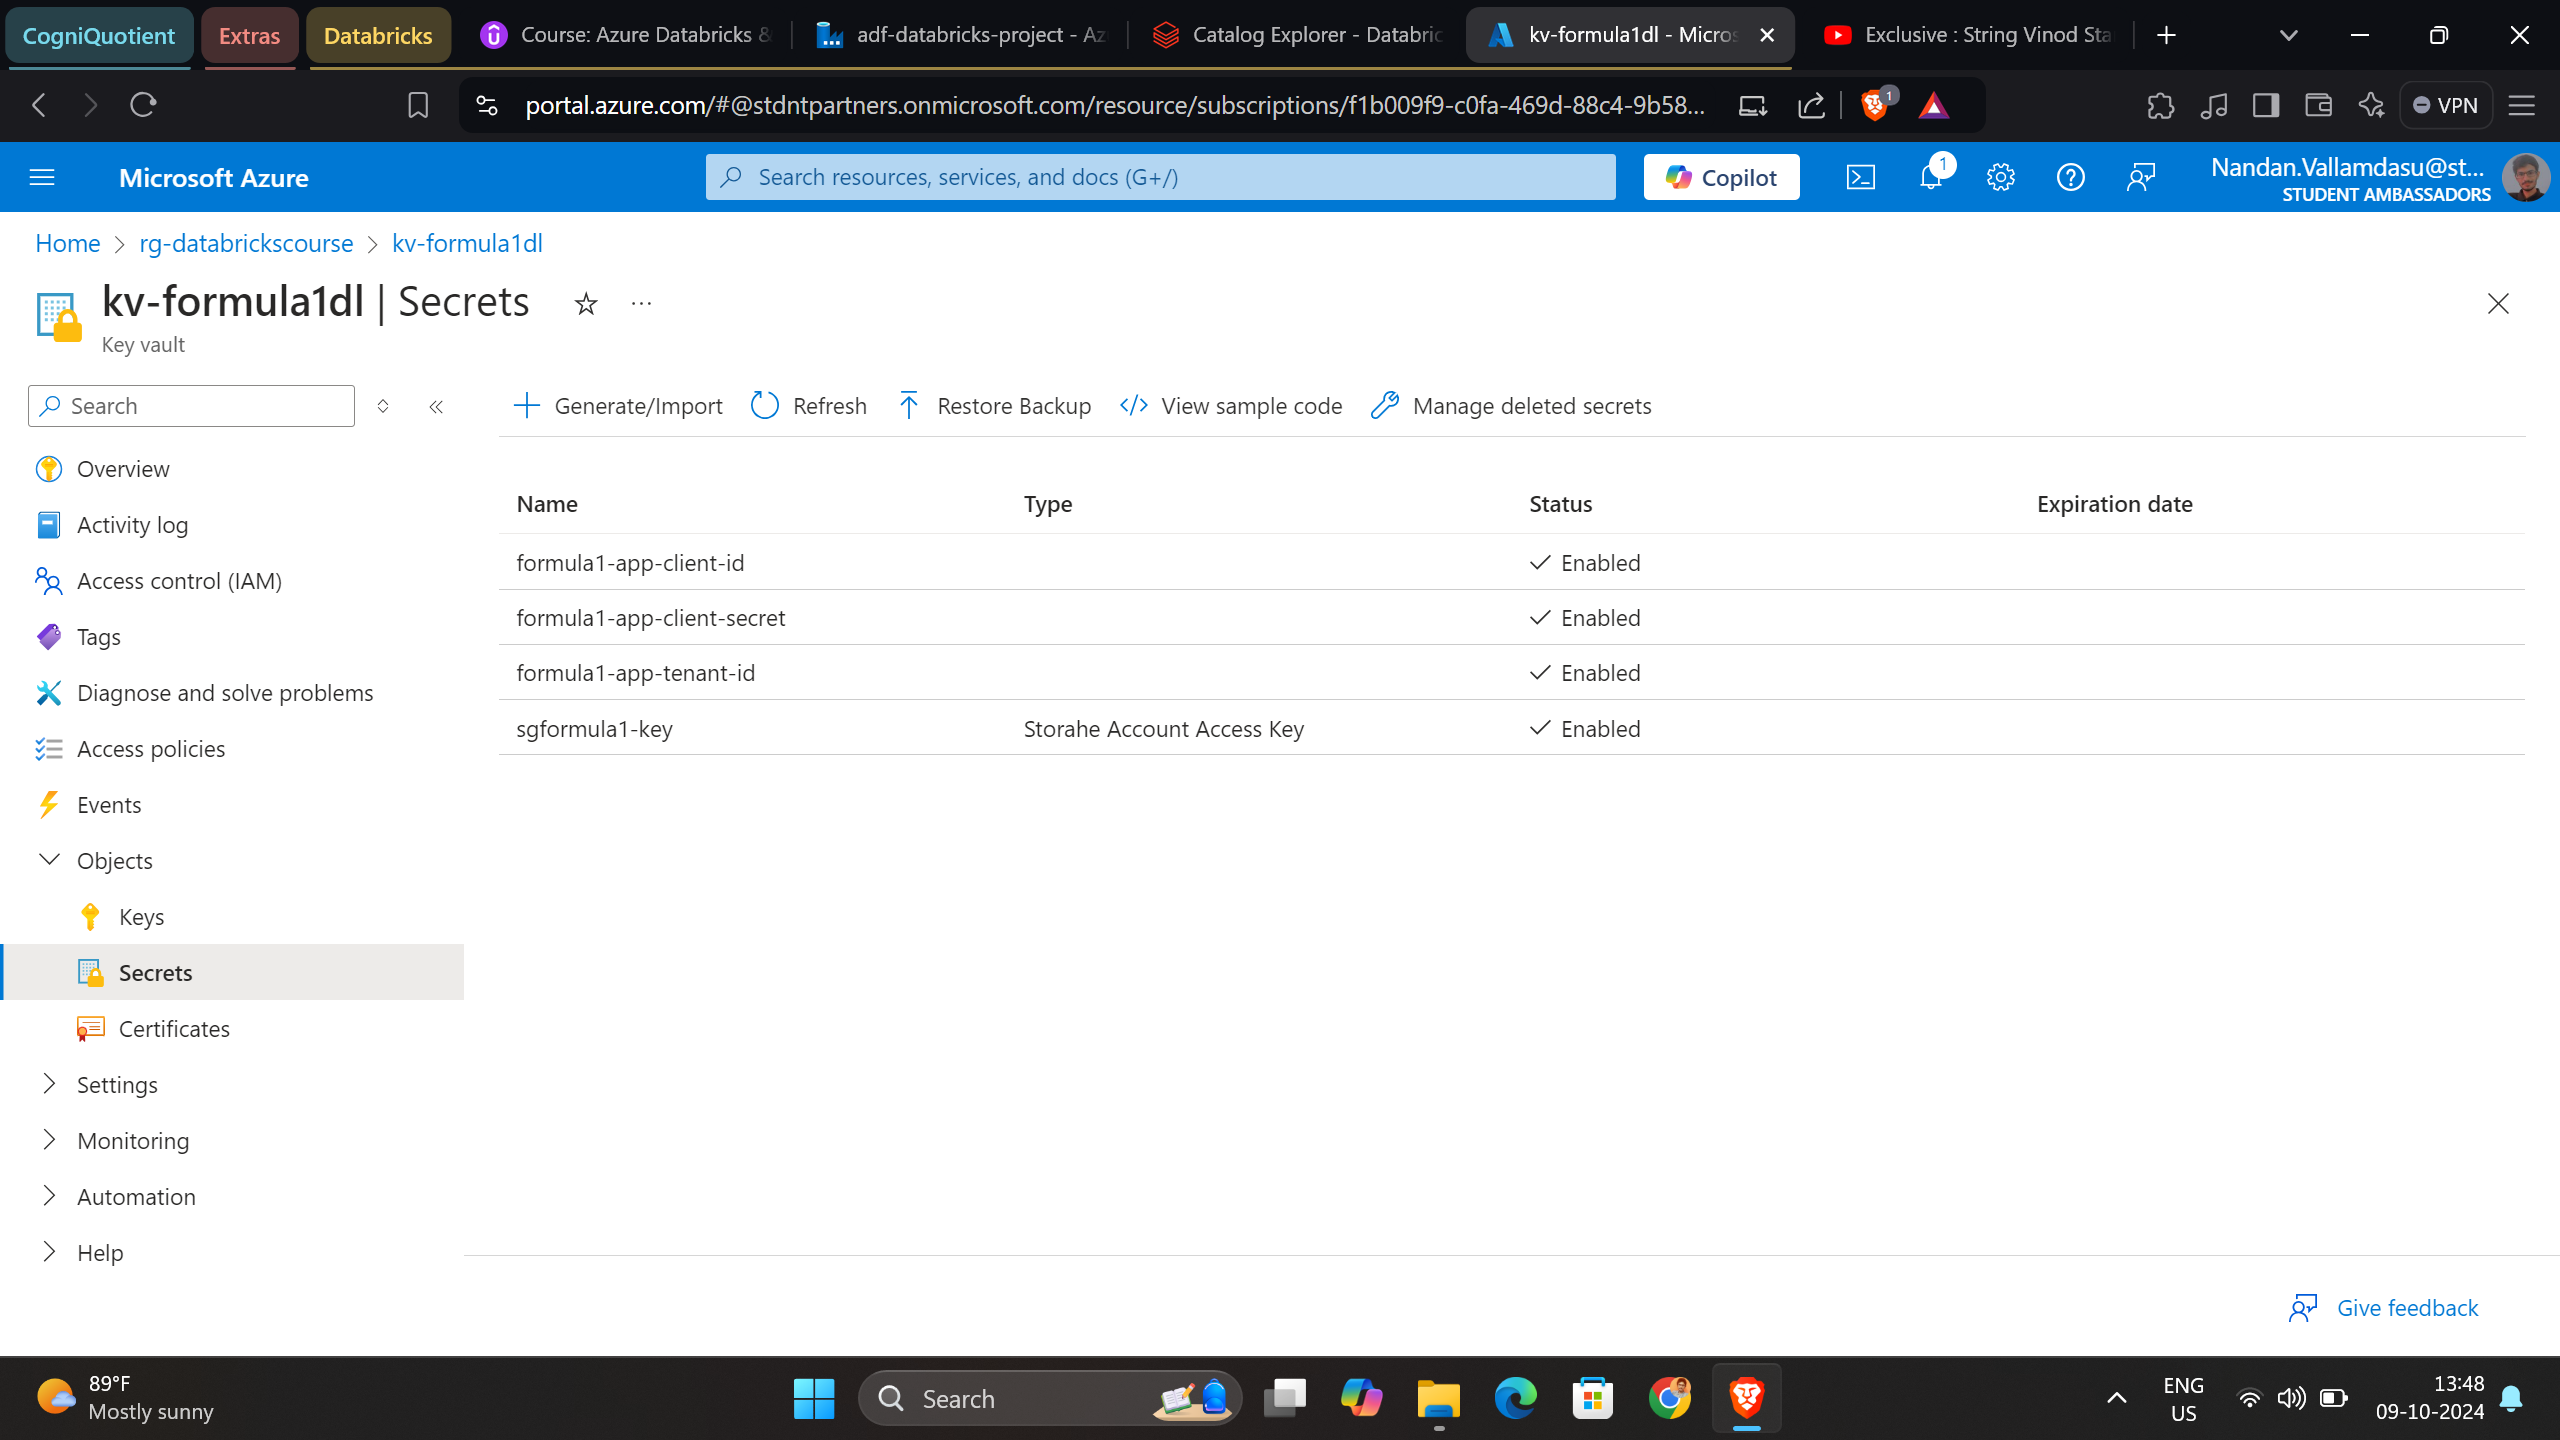 CogniQuotient
Extras
Databricks
Course: Azure Databricks &
adf-databricks-project - Az
Catalog Explorer - Databric
kv-formula1dl - Micros
Exclusive : String Vinod Sta
portal.azure.com/#@stdntpartners.onmicrosoft.com/resource/subscriptions/f1b009f9-c0fa-469d-88c4-9b58...
1
VPN
Microsoft Azure
Search resources, services, and docs (G+/)
Copilot
1
Nandan.Vallamdasu@st...
STUDENT AMBASSADORS
Home > rg-databrickscourse > kv-formula1dl
kv-formula1dl | Secrets
Key vault
Search
Generate/Import
Refresh
Restore Backup
View sample code
Manage deleted secrets
Overview
Activity log
Access control (IAM)
Tags
Diagnose and solve problems
Access policies
Events
Objects
Keys
Secrets
Certificates
Settings
Monitoring
Automation
Help
Name Type Status Expiration date
formula1-app-client-id Enabled
formula1-app-client-secret Enabled
formula1-app-tenant-id Enabled
sgformula1-key Storahe Account Access Key Enabled
Give feedback
89°F
Mostly sunny
Search
ENG
US
13:48
09-10-2024